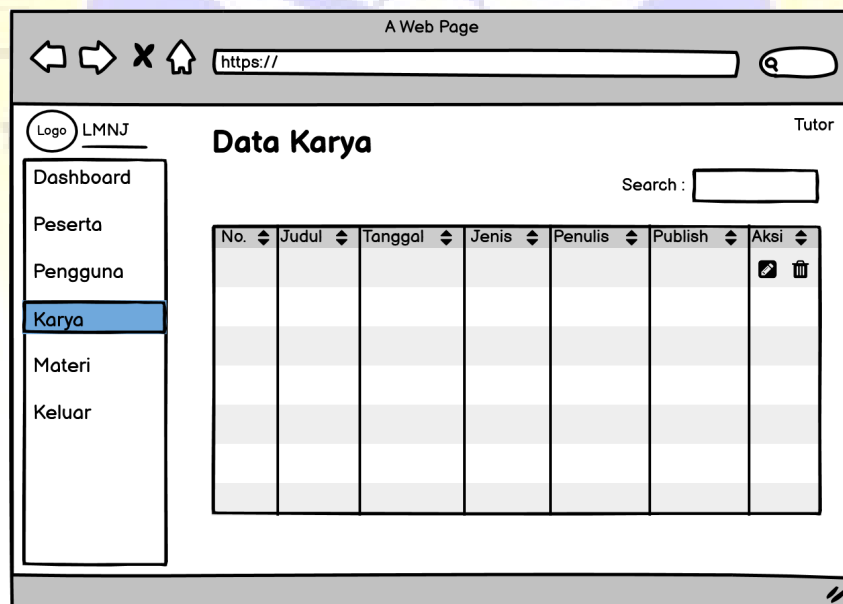 A Web Page
https://
Logo LMNJ
Tutor
Data Karya
Search :
Dashboard
Peserta
Pengguna
Karya
Materi
Keluar
No. Judul Tanggal Jenis Penulis Publish Aksi